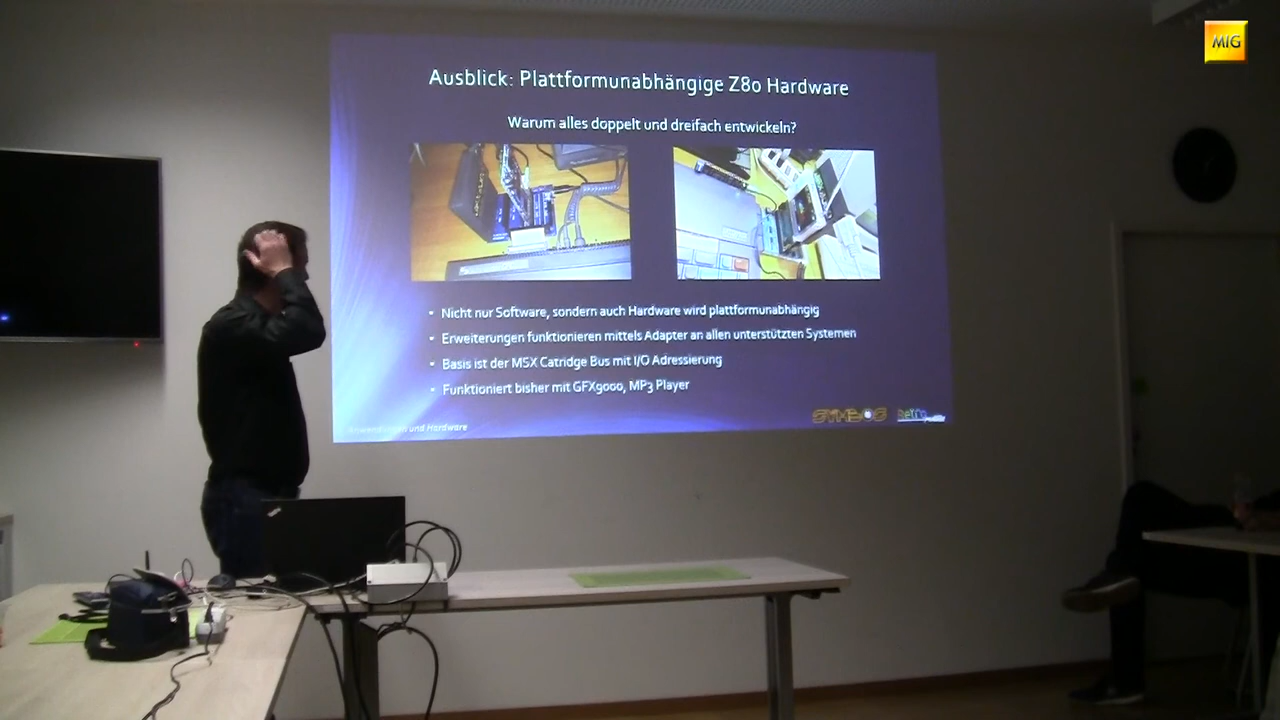 MIG
Ausblick: Plattformunabhängige Z80 Hardware
Warum alles doppelt und dreifach entwickeln?
• Nicht nur Software, sondern auch Hardware wird plattformunabhängig
• Erweiterungen funktionieren mittels Adapter an allen unterstützten Systemen
• Basis ist der MSX Catridge Bus mit I/O Adressierung
• Funktioniert bisher mit GFX9000, MP3 Player
SYMBOS
und Hardware